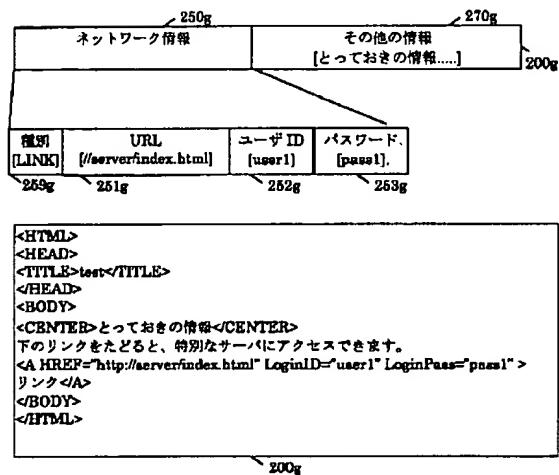 250g
270g
ネットワーク情報
その他の情報
[とっておきの情報.....]
200g
種別
[LINK]
URL
[//server/index.html]
ユーザID
[user1]
パスワード、
[pass1],
259g
251g
252g
253g
<HTML>
<HEAD>
<TITLE>test</TITLE>
</HEAD>
<BODY>
<CENTER>とっておきの情報</CENTER>
下のリンクをたどると、特別なサーバにアクセスできます。
<A HREF="http://server/index.html" LoginID="user1" LoginPass="pass1" >
リンク</A>
</BODY>
</HTML>
200g